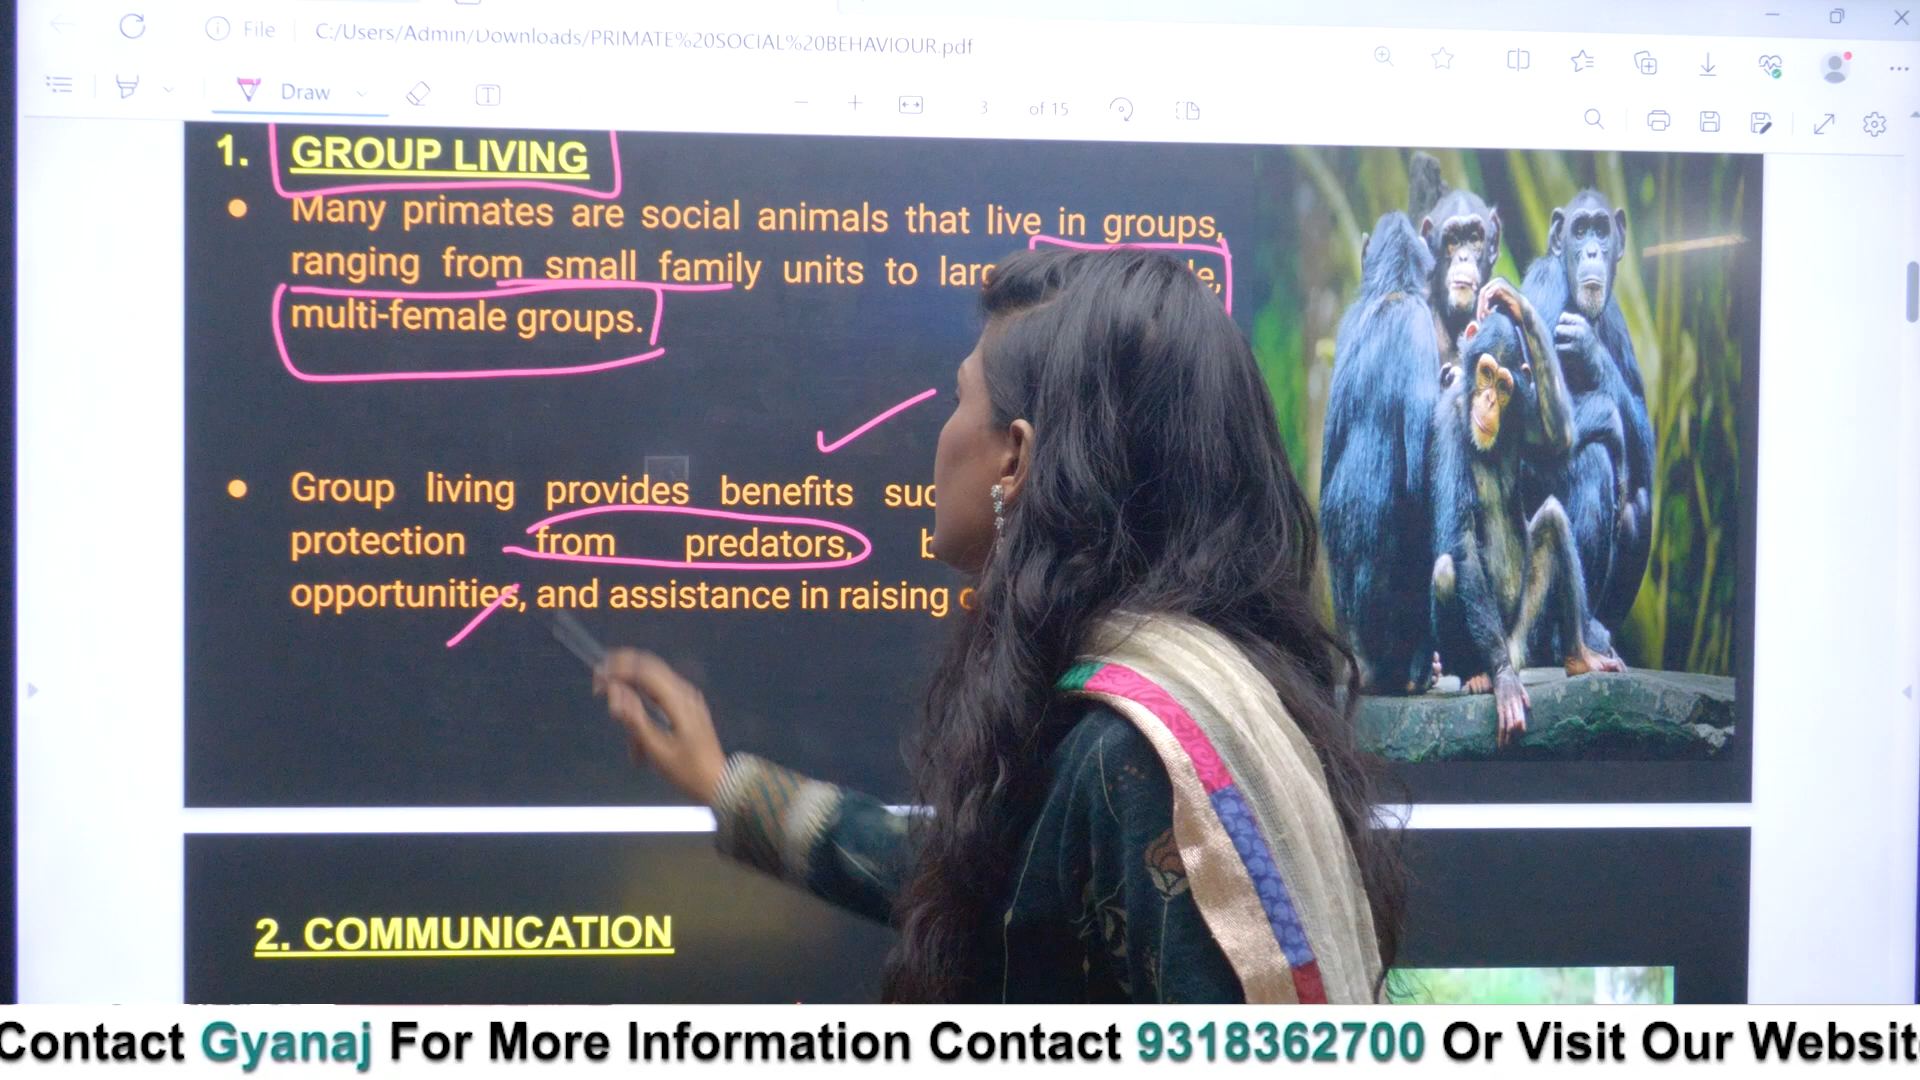 File C:/Users/Admin/Downloads/PRIMATE%20SOCIAL%20BEHAVIOUR.pdf
Draw
3 of 15
1. GROUP LIVING
• Many primates are social animals that live in groups,
ranging from small family units to
multi-female groups.
• Group living provides benefits
protection from predators,
opportunities, and assistance in raising
2. COMMUNICATION
Contact Gyanaj For More Information Contact 9318362700 Or Visit Our Websit